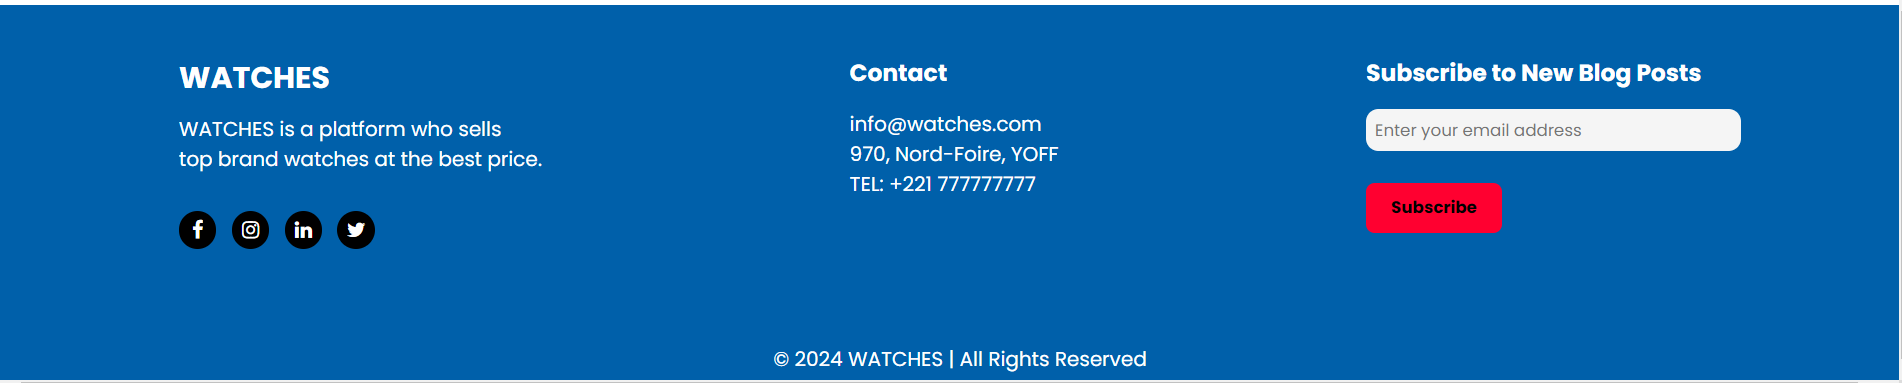 WATCHES
WATCHES is a platform who sells
top brand watches at the best price.
Contact
info@watches.com
970, Nord-Foire, YOFF
TEL: +221 777777777
Subscribe to New Blog Posts
Enter your email address
Subscribe
© 2024 WATCHES | All Rights Reserved